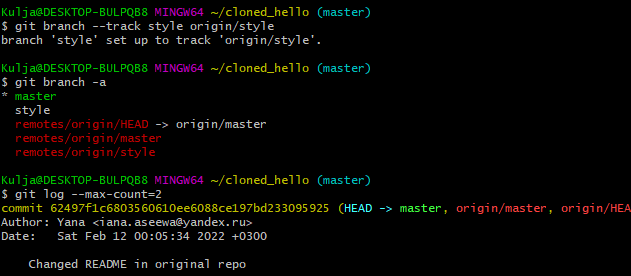 Kulja@DESKTOP-BULPQB8 MINGW64 ~/cloned_hello (master)
$ git branch --track style origin/style
branch 'style' set up to track 'origin/style'.
Kulja@DESKTOP-BULPQB8 MINGW64 ~/cloned_hello (master)
$ git branch -a
* master
style
remotes/origin/HEAD -> origin/master
remotes/origin/master
remotes/origin/style
Kulja@DESKTOP-BULPQB8 MINGW64 ~/cloned_hello (master)
$ git log --max-count=2
commit 62497f1c6803560610ee6088ce197bd233095925 (HEAD -> master, origin/master, origin/HEA
Author: Yana <iana.aseewa@yandex.ru>
Date: Sat Feb 12 00:05:34 2022 +0300
Changed README in original repo